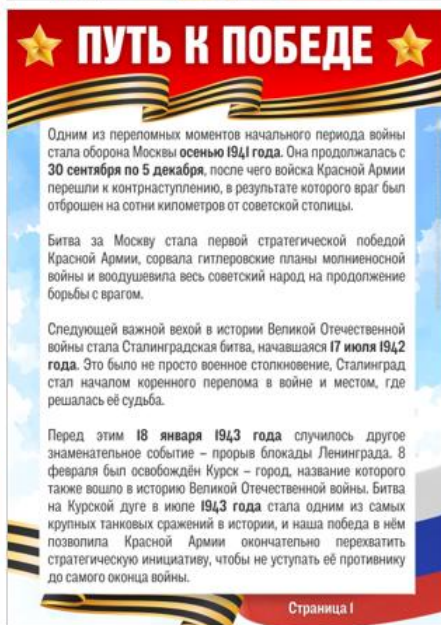 ПУТЬ К ПОБЕДЕ
Одним из переломных моментов начального периода войны
стала оборона Москвы осенью 1941 года. Она продолжалась с
30 сентября по 5 декабря, после чего войска Красной Армии
перешли к контрнаступлению, в результате которого враг был
отброшен на сотни километров от советской столицы.
Битва за Москву стала первой стратегической победой
Красной Армии, сорвала гитлеровские планы молниеносной
войны и воодушевила весь советский народ на продолжение
борьбы с врагом.
Следующей важной вехой в истории Великой Отечественной
войны стала Сталинградская битва, начавшаяся 17 июля 1942
года. Это было не просто военное столкновение, Сталинград
стал началом коренного перелома в войне и местом, где
решалась её судьба.
Перед этим 18 января 1943 года случилось другое
знаменательное событие – прорыв блокады Ленинграда. 8
февраля был освобождён Курск – город, название которого
также вошло в историю Великой Отечественной войны. Битва
на Курской дуге в июле 1943 года стала одним из самых
крупных танковых сражений в истории, и наша победа в нём
позволила Красной Армии окончательно перехватить
стратегическую инициативу, чтобы не уступать её противнику
до самого оконца войны.
Страница 1